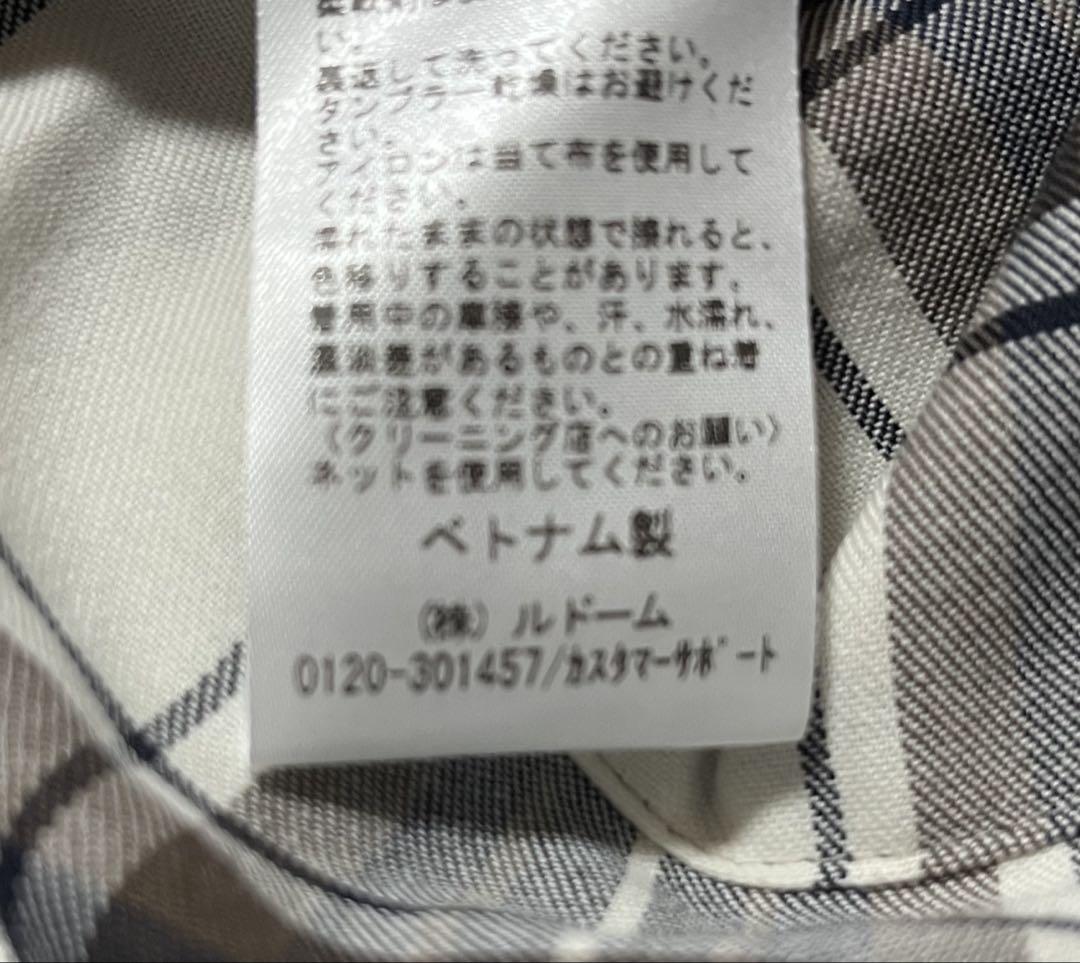 い。
裏返して洗ってください。
タンブラー乾燥はお避けくだ
さい。
アイロンは当て布を使用して
ください。
濡れたままの状態で擦れると、
色移りすることがあります。
着用中の摩擦や、汗、水濡れ、
濃淡差があるものとの重ね着
にご注意ください。
〈クリーニング店へのお願い〉
ネットを使用してください。
ベトナム製
(株) ルドーム
0120-301457/カスタマーサポート